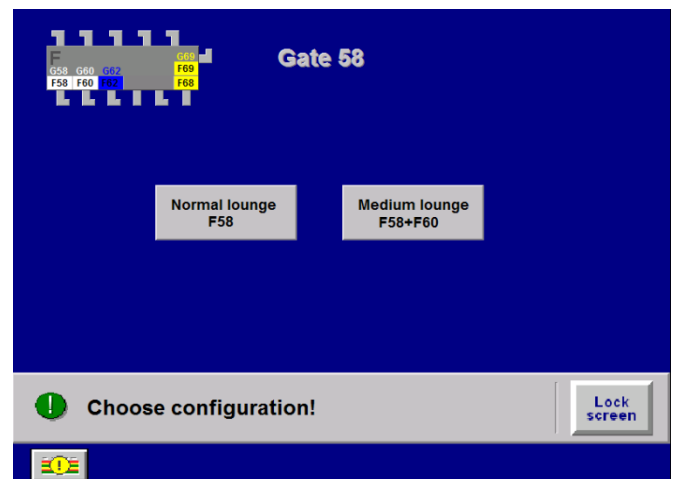 Gate 58
F
G69
G58 G60 G62 F69
F58 F60 F62 F68
Normal lounge
F58
Medium lounge
F58+F60
Choose configuration!
Lock
screen